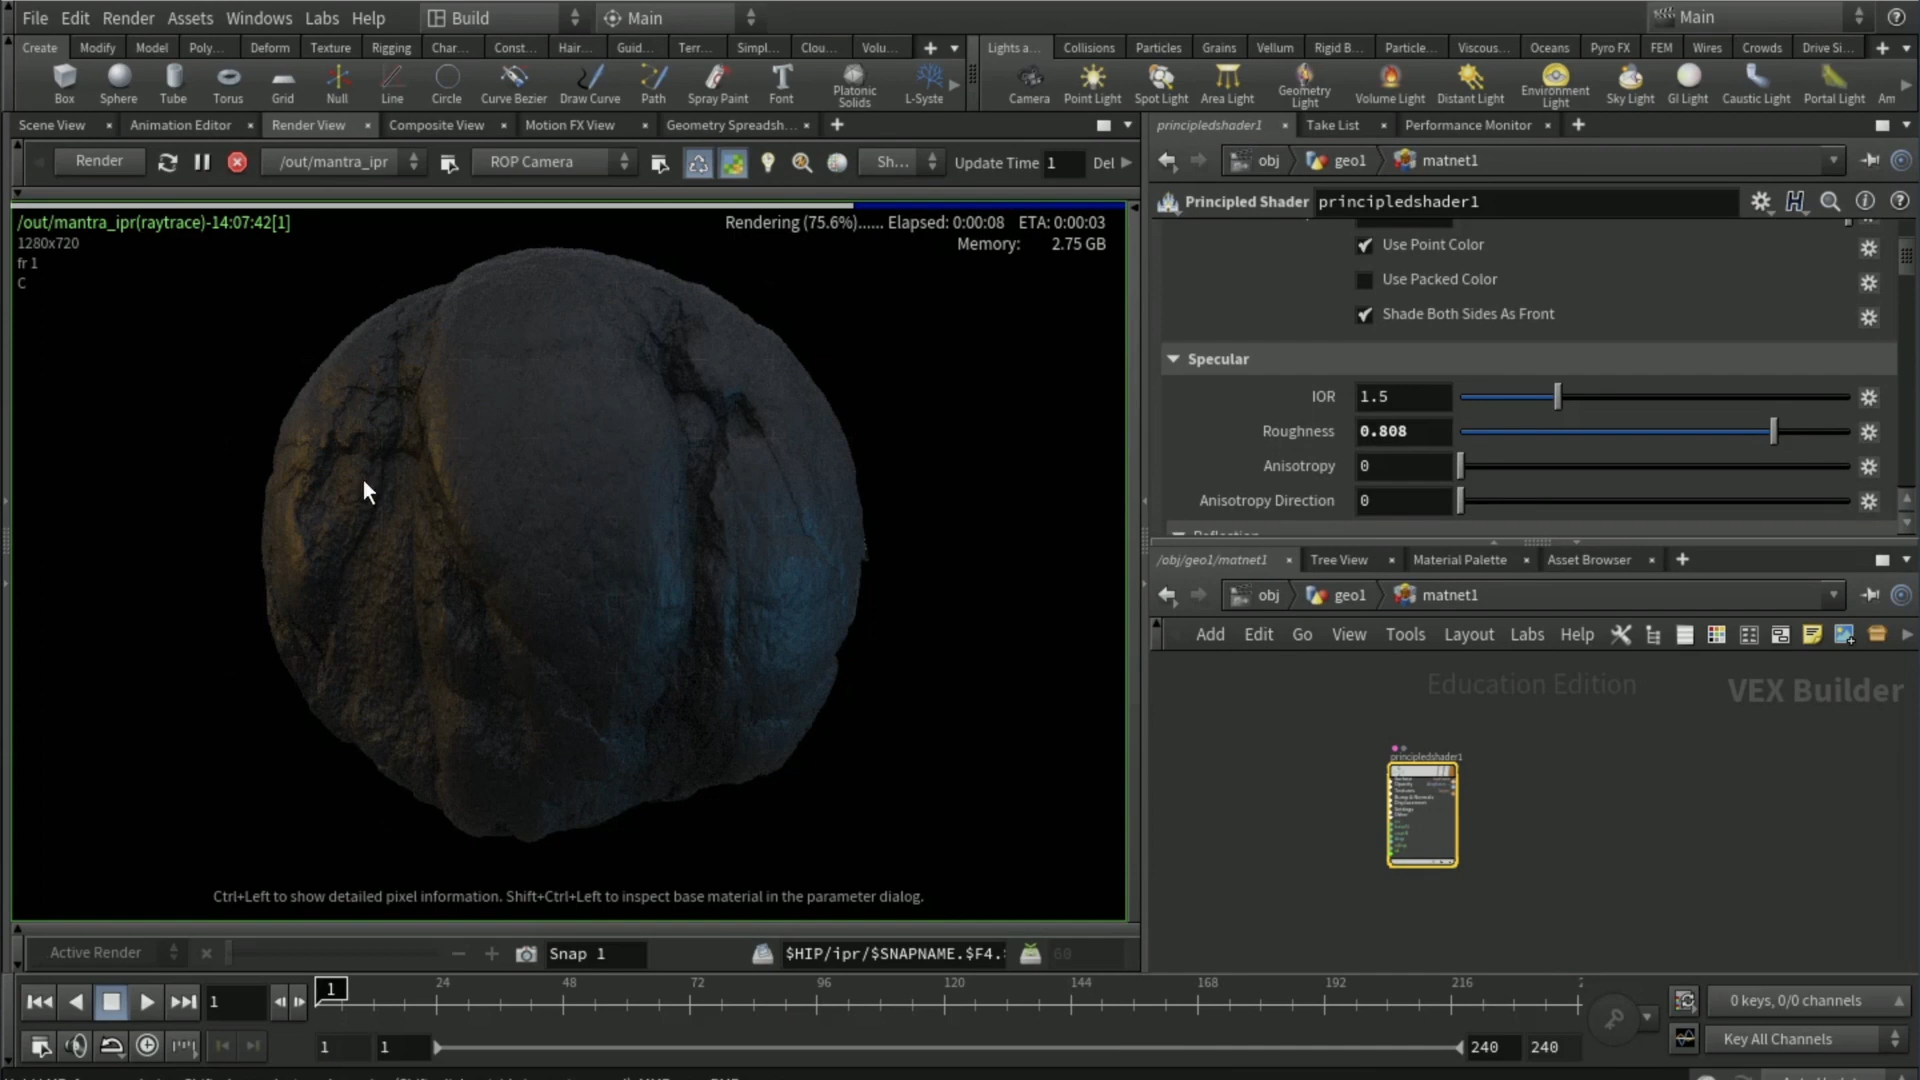 File Edit Render Assets Windows Labs Help Build Main Main
Create Modify Model Poly... Deform Texture Rigging Char... Const... Hair... Guid... Terr... Simpl... Clou... Volu... Lights a... Collisions Particles Grains Vellum Rigid B... Particle... Viscous... Oceans Pyro FX FEM Wires Crowds Drive Si...
Box Sphere Tube Torus Grid Null Line Circle Curve Bezier Draw Curve Path Spray Paint Font Platonic Solids L-Syste Camera Point Light Spot Light Area Light Geometry Light Volume Light Distant Light Environment Light Sky Light GI Light Caustic Light Portal Light Am
Scene View Animation Editor Render View Composite View Motion FX View Geometry Spreadsh... principledshader1 Take List Performance Monitor
Render /out/mantra_ipr ROP Camera Sh... Update Time 1 Del
obj geo1 matnet1
Principled Shader principledshader1
/out/mantra_ipr(raytrace)-14:07:42[1]
1280x720
fr 1
C
Rendering (75.6%)...... Elapsed: 0:00:08 ETA: 0:00:03
Memory: 2.75 GB
Use Point Color
Use Packed Color
Shade Both Sides As Front
Specular
IOR 1.5
Roughness 0.808
Anisotropy 0
Anisotropy Direction 0
Reflection
/obj/geo1/matnet1 Tree View Material Palette Asset Browser
obj geo1 matnet1
Add Edit Go View Tools Layout Labs Help
Education Edition VEX Builder
principledshader1
Ctrl+Left to show detailed pixel information. Shift+Ctrl+Left to inspect base material in the parameter dialog.
Active Render Snap 1 $HIP/ipr/$SNAPNAME.$F4. 60
1 1 24 48 72 96 120 144 168 192 216 2
0 keys, 0/0 channels
1 1 240 240
Key All Channels